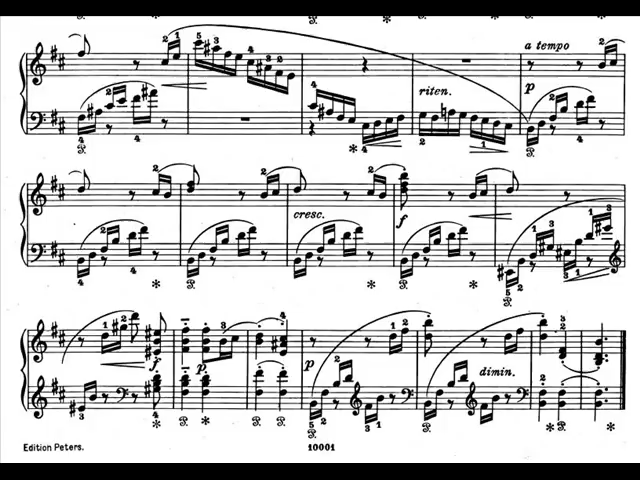 a tempo
riten.
p
cresc.
f
f
p
p
dimin.
Edition Peters.
10001